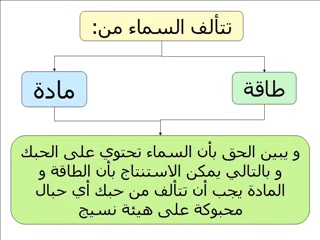 تتألف السماء من:
طاقة
مادة
و يبين الحق بأن السماء تحتوي على الحبك
و بالتالي يمكن الاستنتاج بأن الطاقة و
المادة يجب أن تتألف من حبك أي حبال
محبوكة على هيئة نسيج